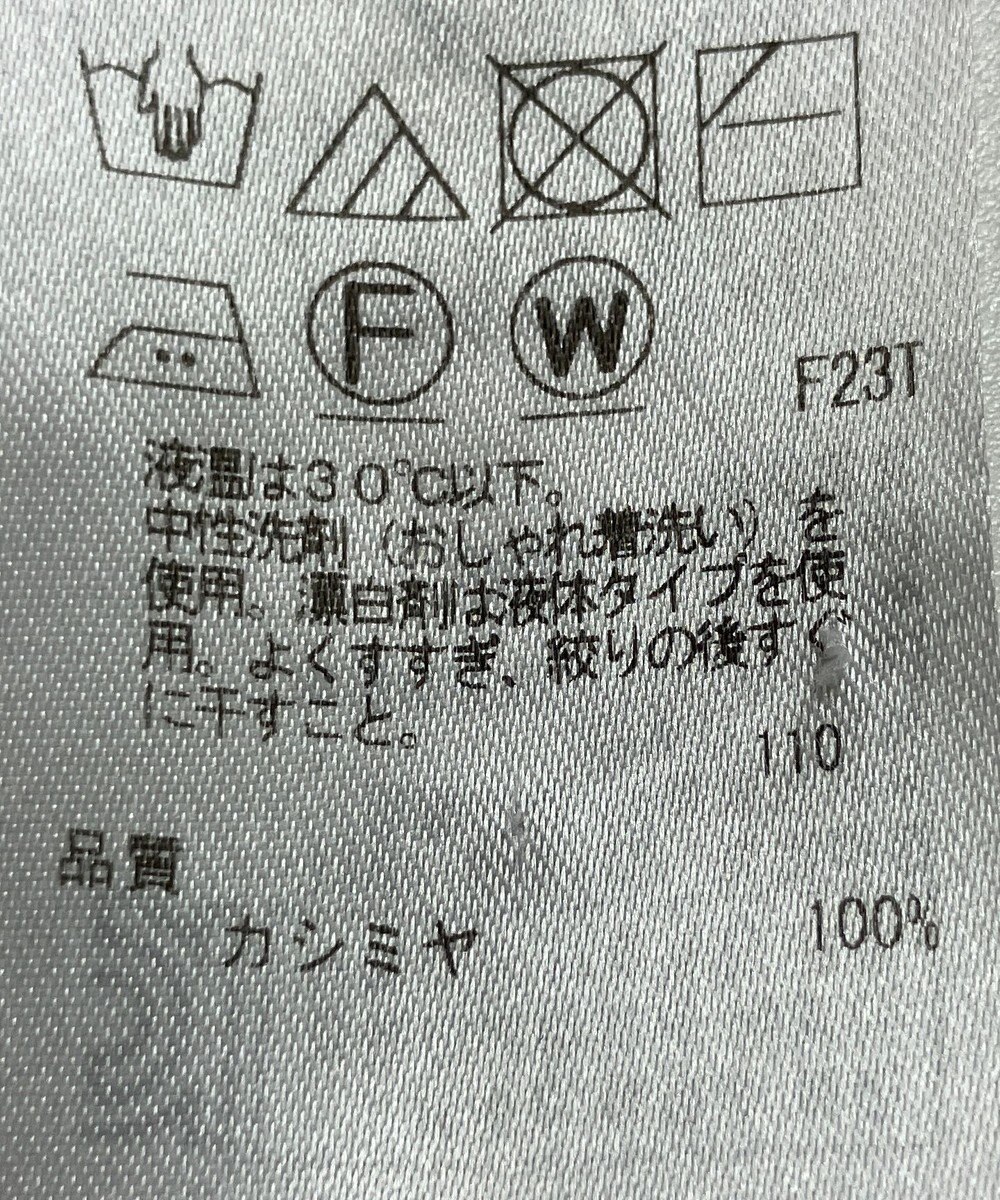 F W
F23T
液温は30℃以下。
中性洗剤(おしゃれ着洗い)を
使用。漂白剤は液体タイプを使
用。よくすすぎ、絞りの後すぐ
に干すこと。
110
品質
カシミヤ 100%